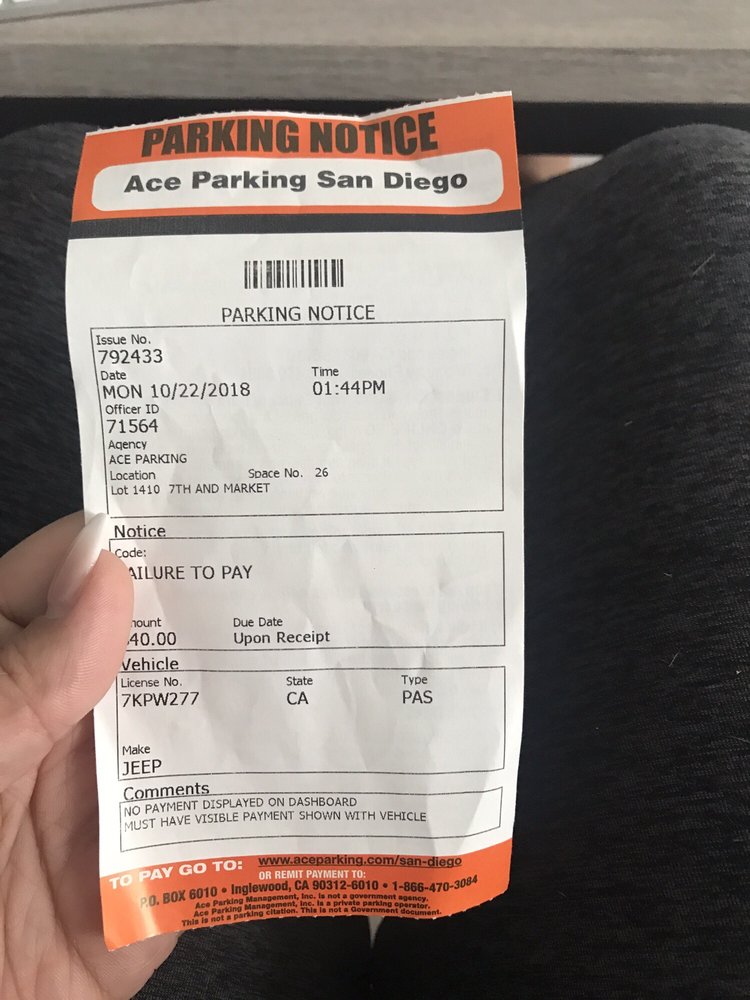 PARKING NOTICE
Ace Parking San Diego
PARKING NOTICE
Issue No.
792433
Date Time
MON 10/22/2018 01:44PM
Officer ID
71564
Agency
ACE PARKING
Location Space No. 26
Lot 1410 7TH AND MARKET
Notice
Code:
AILURE TO PAY
mount Due Date
40.00 Upon Receipt
Vehicle
License No. State Type
7KPW277 CA PAS
Make
JEEP
Comments
NO PAYMENT DISPLAYED ON DASHBOARD
MUST HAVE VISIBLE PAYMENT SHOWN WITH VEHICLE
TO PAY GO TO: www.aceparking.com/san-diego
OR REMIT PAYMENT TO:
P.O. BOX 6010 • Inglewood, CA 90312-6010 • 1-866-470-3084
Ace Parking Management, Inc. is not a government agency.
Ace Parking Management, Inc. is a private parking operator.
This is not a parking citation. This is not a Government document.